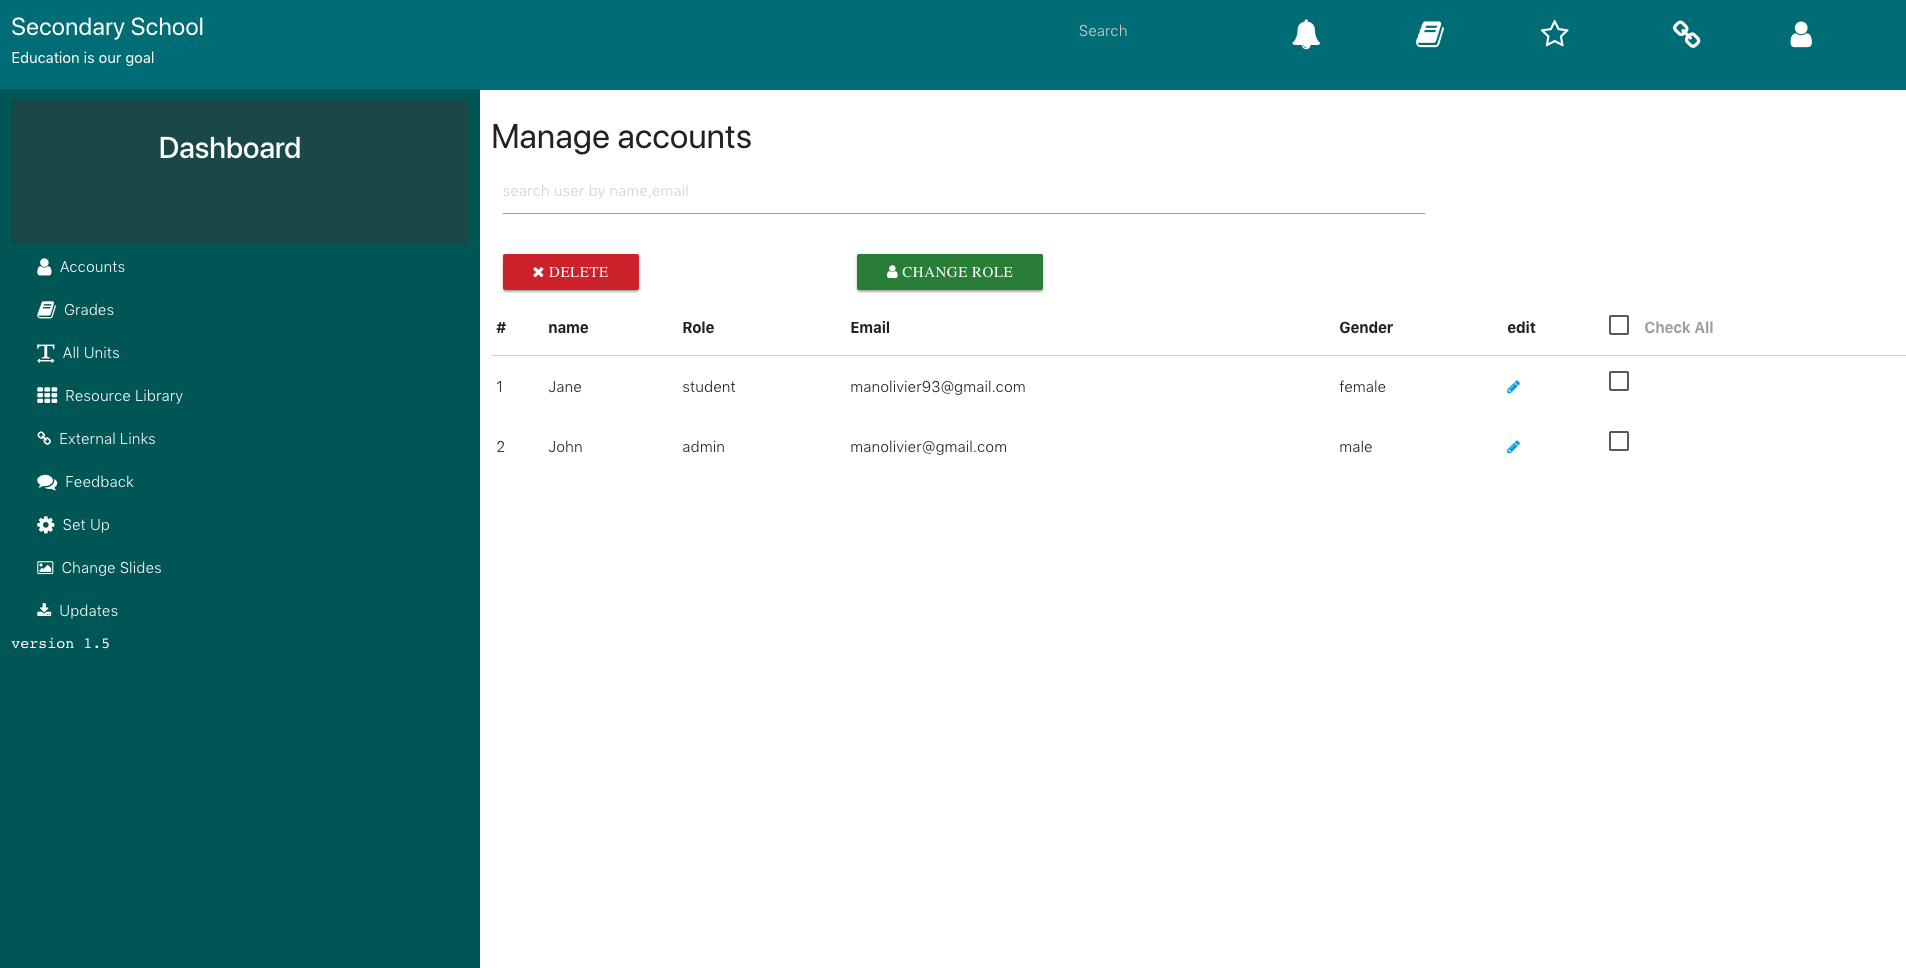 Secondary School
Education is our goal
Search
Dashboard
Accounts
Grades
All Units
Resource Library
External Links
Feedback
Set Up
Change Slides
Updates
version 1.5
Manage accounts
search user by name,email
DELETE CHANGE ROLE
# name Role Email Gender edit Check All
1 Jane student manolivier93@gmail.com female
2 John admin manolivier@gmail.com male